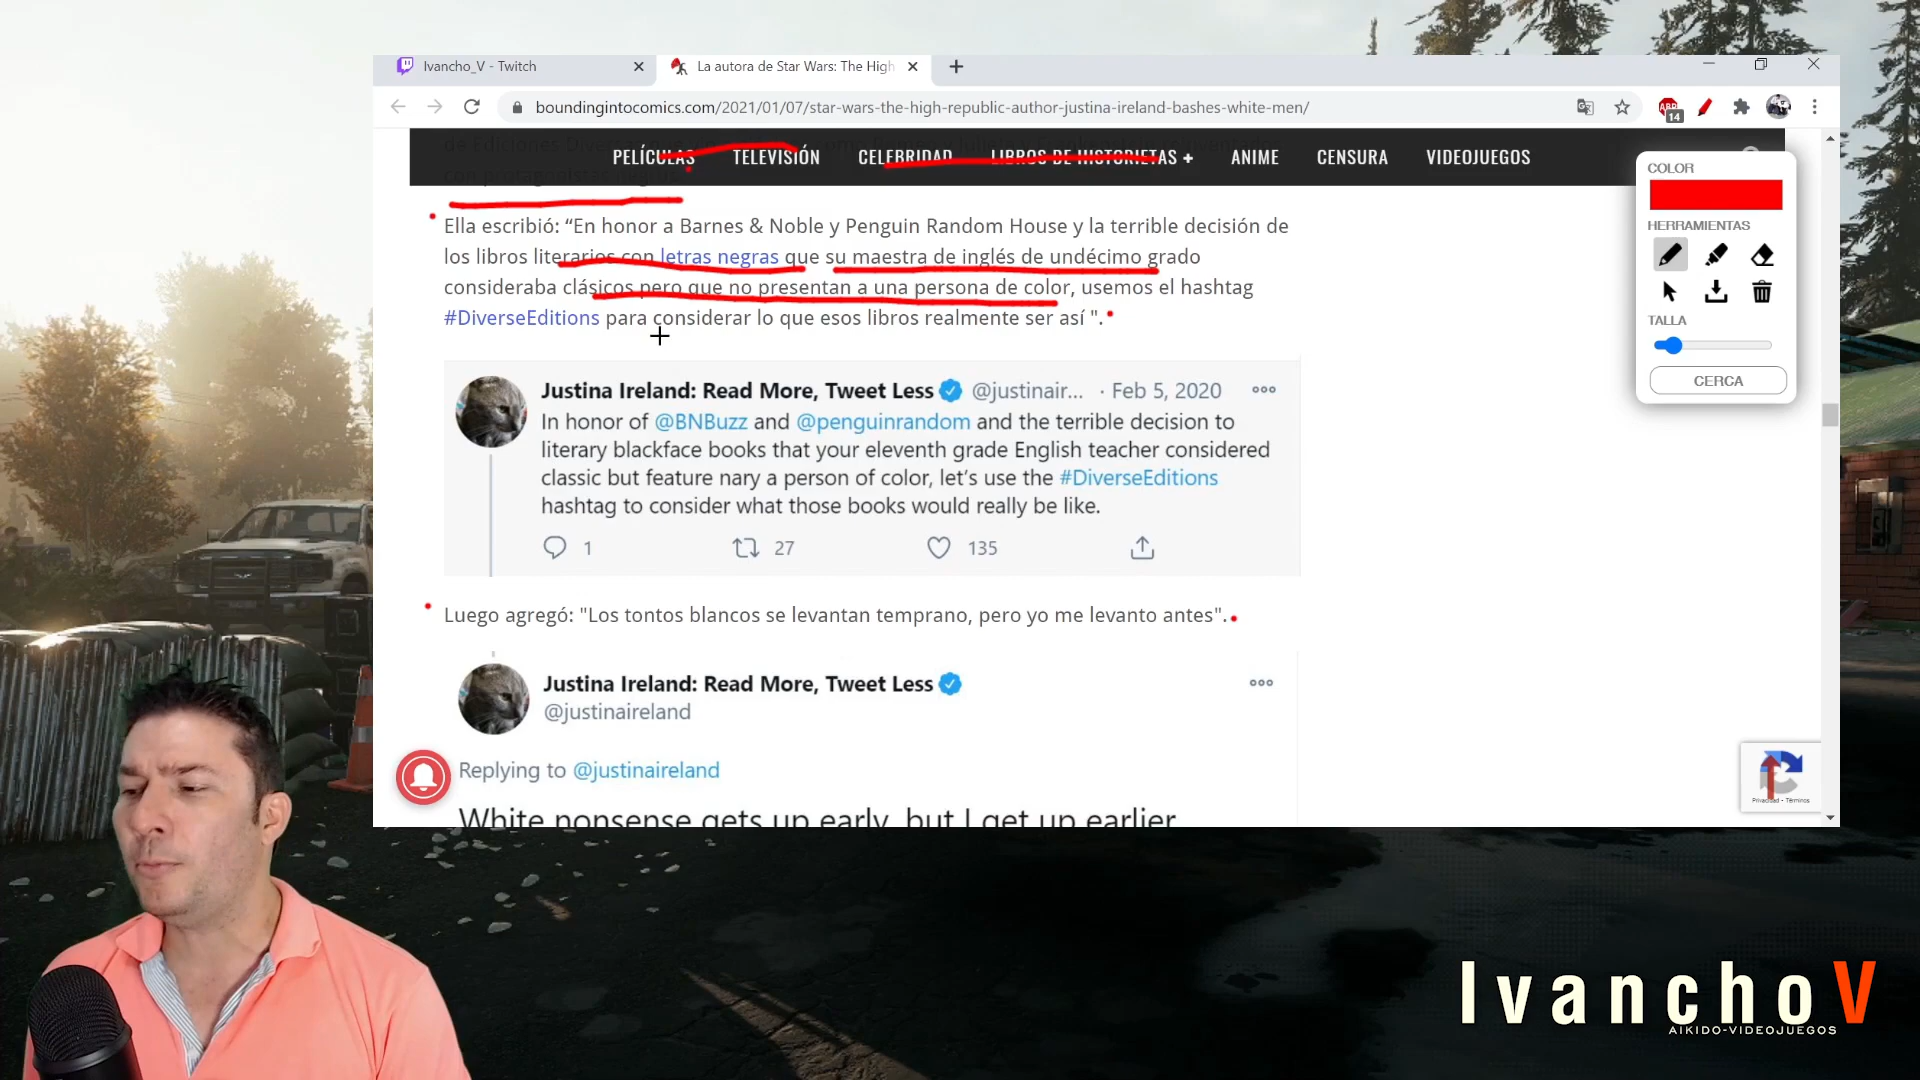 Ivancho_V - Twitch
La autora de Star Wars: The High
boundingintocomics.com/2021/01/07/star-wars-the-high-republic-author-justina-ireland-bashes-white-men/
14
PELÍCULAS TELEVISIÓN CELEBRIDAD LIBROS DE HISTORIETAS + ANIME CENSURA VIDEOJUEGOS
Ella escribió: “En honor a Barnes & Noble y Penguin Random House y la terrible decisión de
los libros literarios con letras negras que su maestra de inglés de undécimo grado
consideraba clásicos pero que no presentan a una persona de color, usemos el hashtag
#DiverseEditions para considerar lo que esos libros realmente ser así ".
Justina Ireland: Read More, Tweet Less @justinair... · Feb 5, 2020
In honor of @BNBuzz and @penguinrandom and the terrible decision to
literary blackface books that your eleventh grade English teacher considered
classic but feature nary a person of color, let's use the #DiverseEditions
hashtag to consider what those books would really be like.
1 27 135
Luego agregó: "Los tontos blancos se levantan temprano, pero yo me levanto antes".
Justina Ireland: Read More, Tweet Less
@justinaireland
Replying to @justinaireland
White nonsense gets up early, but I get up earlier
COLOR
HERRAMIENTAS
TALLA
CERCA
Privacidad • Términos
IvanchoV
AIKIDO-VIDEOJUEGOS